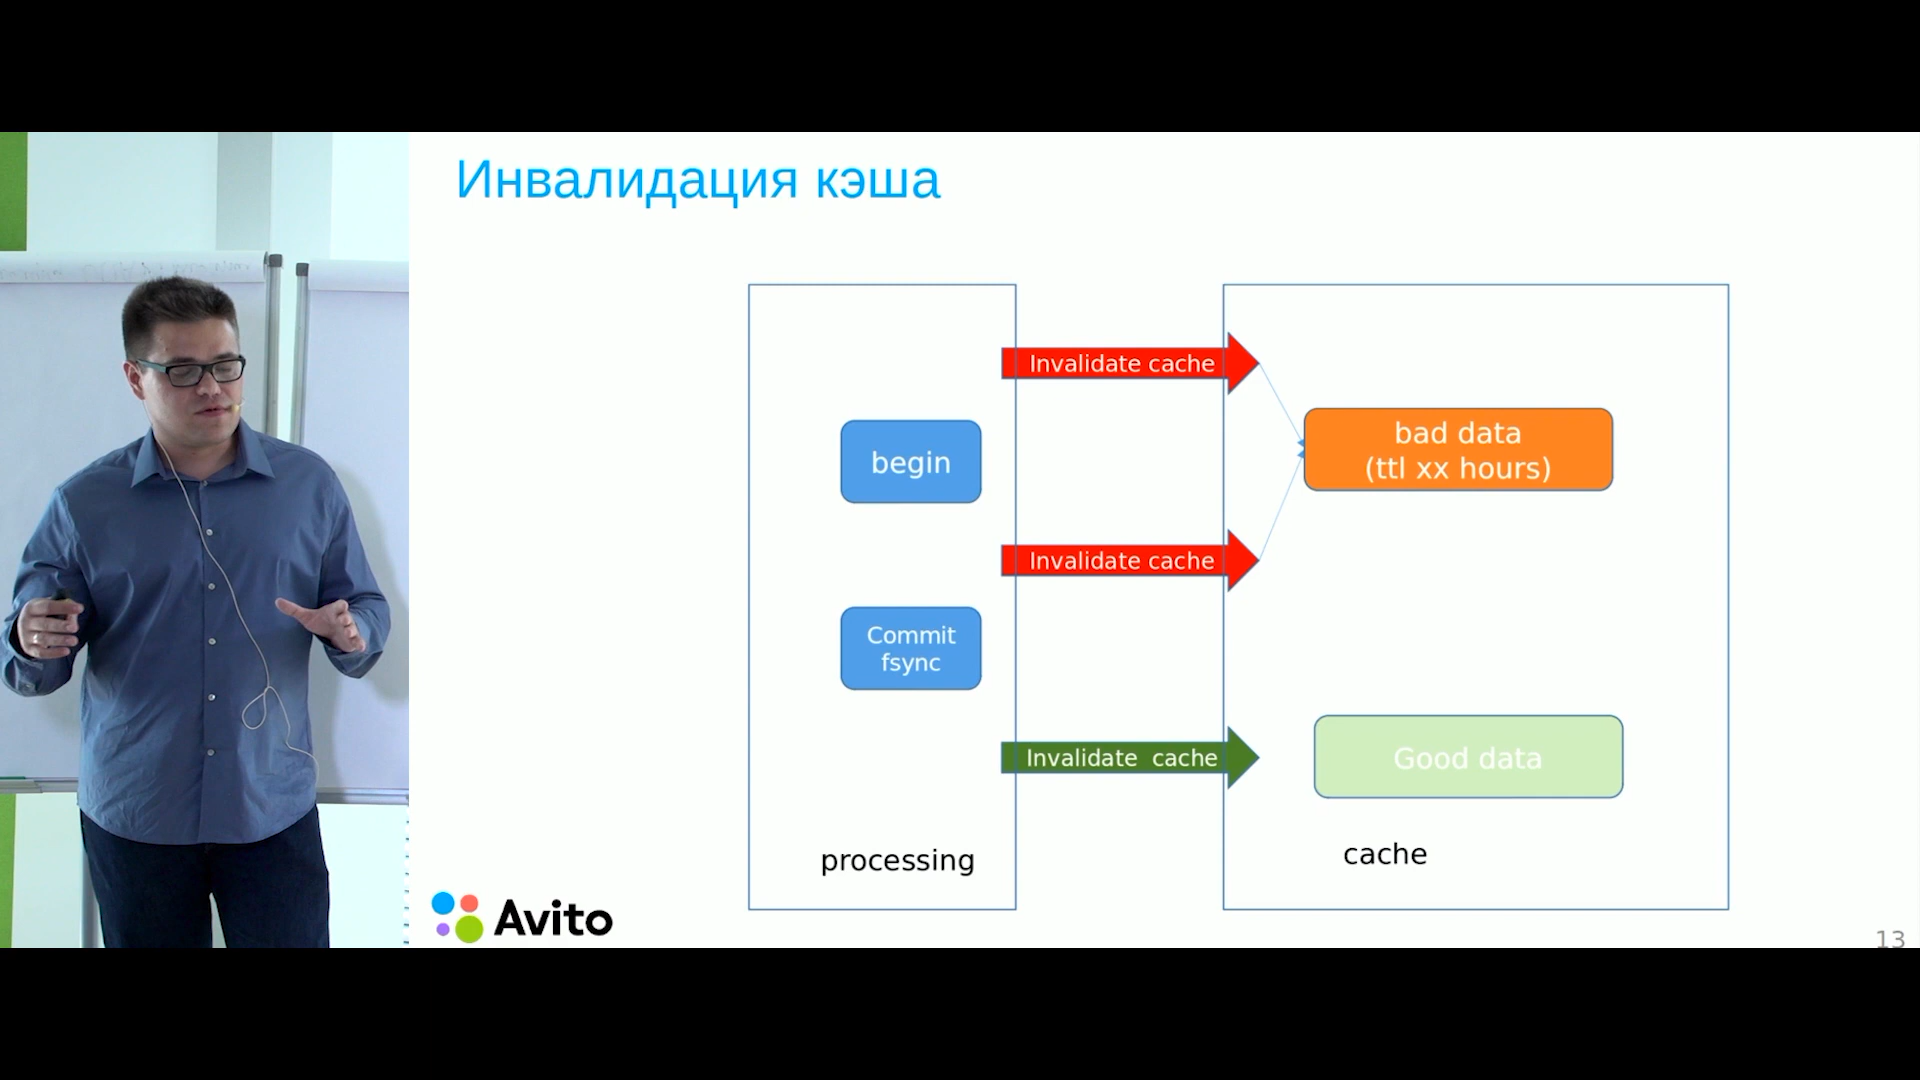 Инвалидация кэша
Invalidate cache
bad data
(ttl xx hours)
begin
Invalidate cache
Commit
fsync
Invalidate  cache
Good data
processing
cache
Avito
13